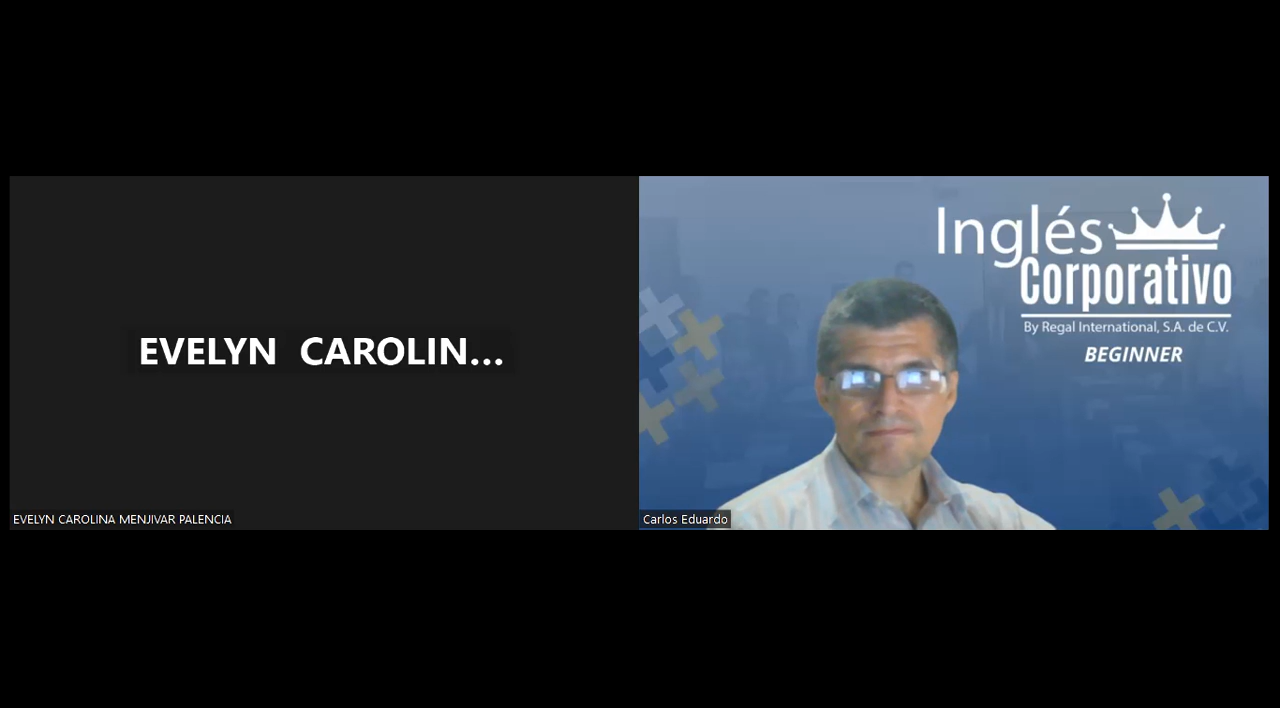 EVELYN CAROLIN...
EVELYN CAROLINA MENJIVAR PALENCIA
Inglés
Corporativo
By Regal International, S.A. de C.V.
BEGINNER
Carlos Eduardo